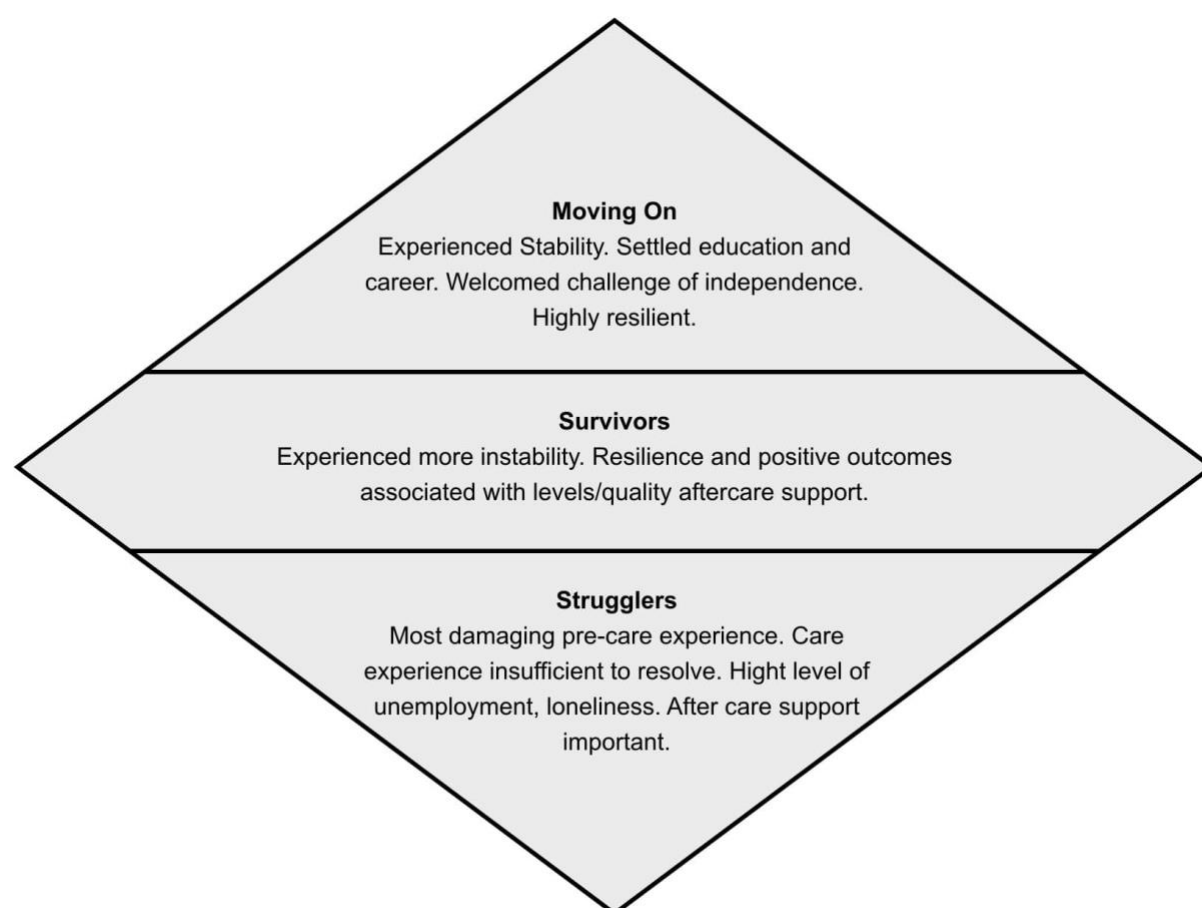 Moving On
Experienced Stability. Settled education and
career. Welcomed challenge of independence.
Highly resilient.
Survivors
Experienced more instability. Resilience and positive outcomes
associated with levels/quality aftercare support.
Strugglers
Most damaging pre-care experience. Care
experience insufficient to resolve. Hight level of
unemployment, loneliness. After care support
important.